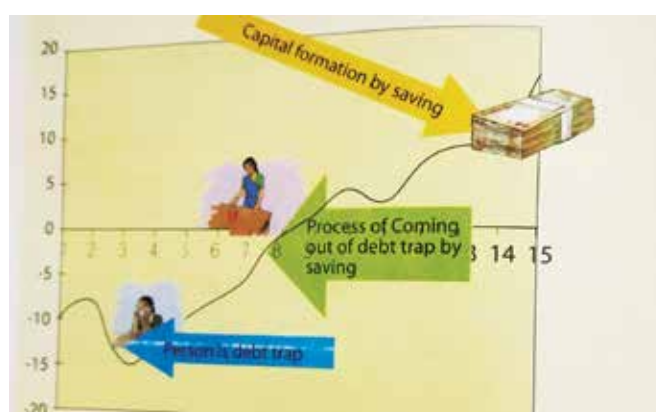 20
Capital formation by saving
15
10
5
0
Process of Coming
out of debt trap by
saving
2 3 4 5 6 7 8 3 14 15
-5
-10
Person is debt trap
-15
-20